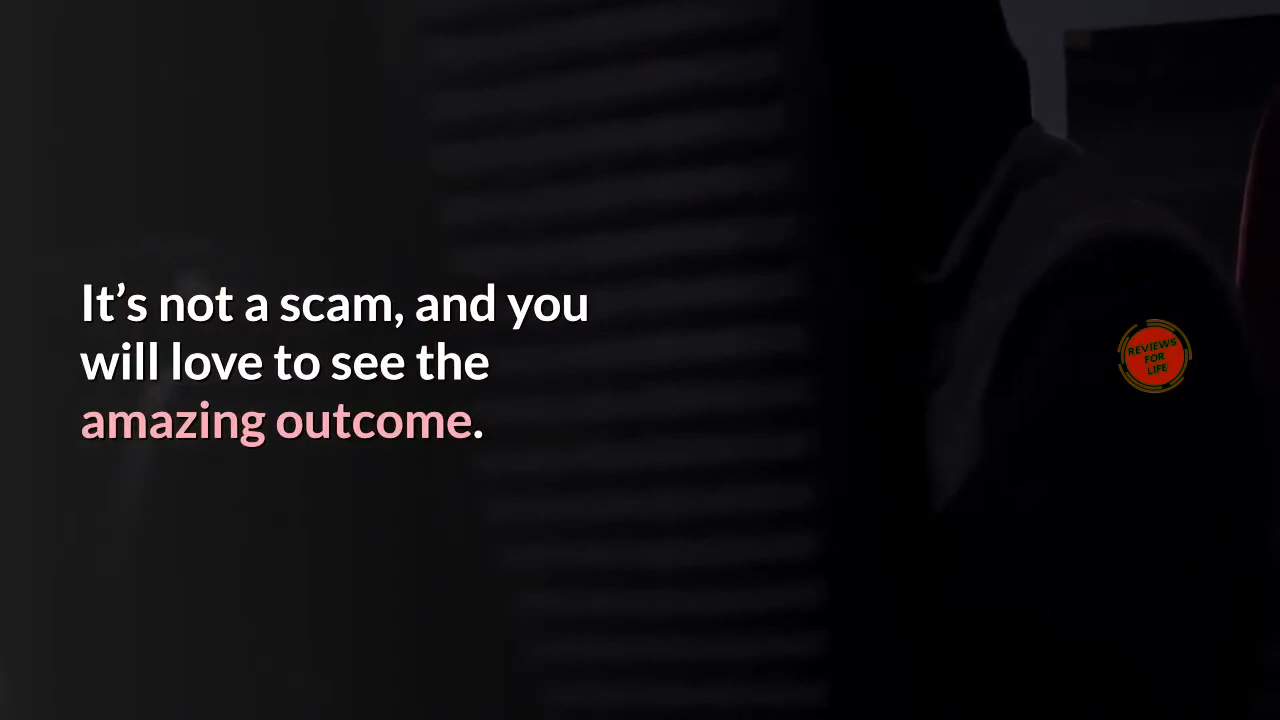 It’s not a scam, and you
will love to see the
amazing outcome.
REVIEWS
FOR
LIFE